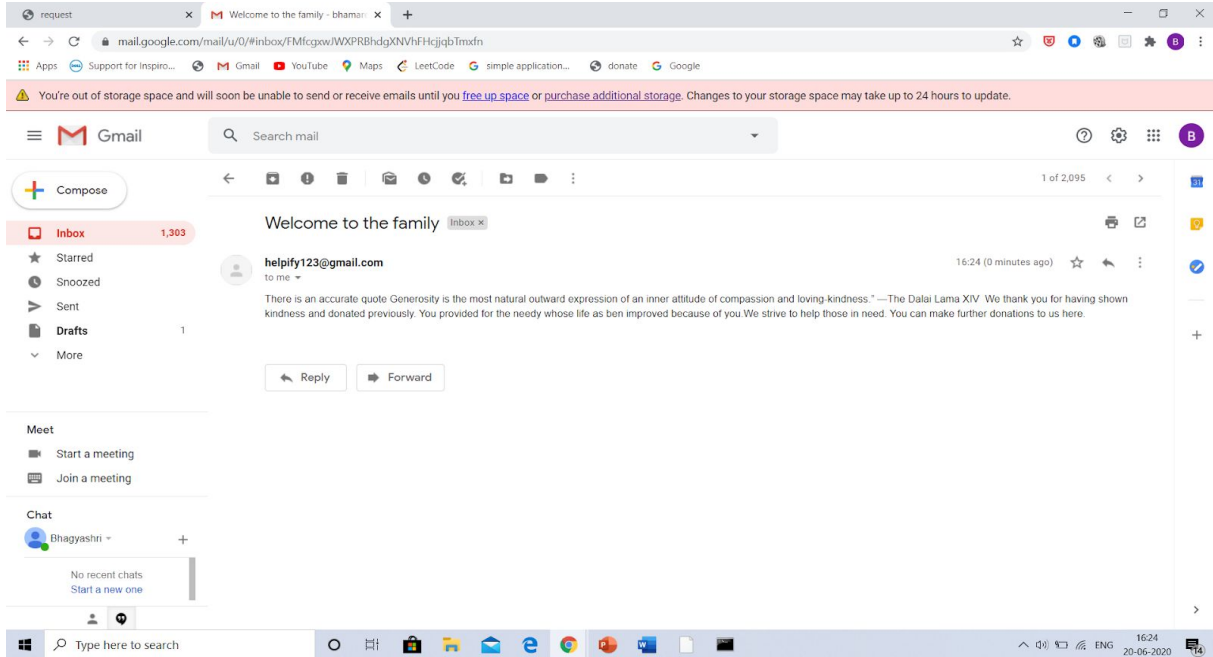 request
Welcome to the family - bhaman
mail.google.com/mail/u/0/#inbox/FMfcgxwJWXPRBhdgXNVhFHcjjqbTmxfn
B
Apps Support for Inspiro... Gmail YouTube Maps LeetCode simple application... donate Google
You're out of storage space and will soon be unable to send or receive emails until you free up space or purchase additional storage. Changes to your storage space may take up to 24 hours to update.
Gmail
Search mail
B
Compose
1 of 2,095
31
Welcome to the family Inbox ×
Inbox 1,303
Starred
Snoozed
Sent
Drafts 1
More
helpify123@gmail.com 16:24 (0 minutes ago)
to me
There is an accurate quote Generosity is the most natural outward expression of an inner attitude of compassion and loving-kindness.” —The Dalai Lama XIV We thank you for having shown
kindness and donated previously. You provided for the needy whose life as ben improved because of you.We strive to help those in need. You can make further donations to us here.
Reply Forward
Meet
Start a meeting
Join a meeting
Chat
Bhagyashri
No recent chats
Start a new one
Type here to search
ENG
16:24
20-06-2020
14